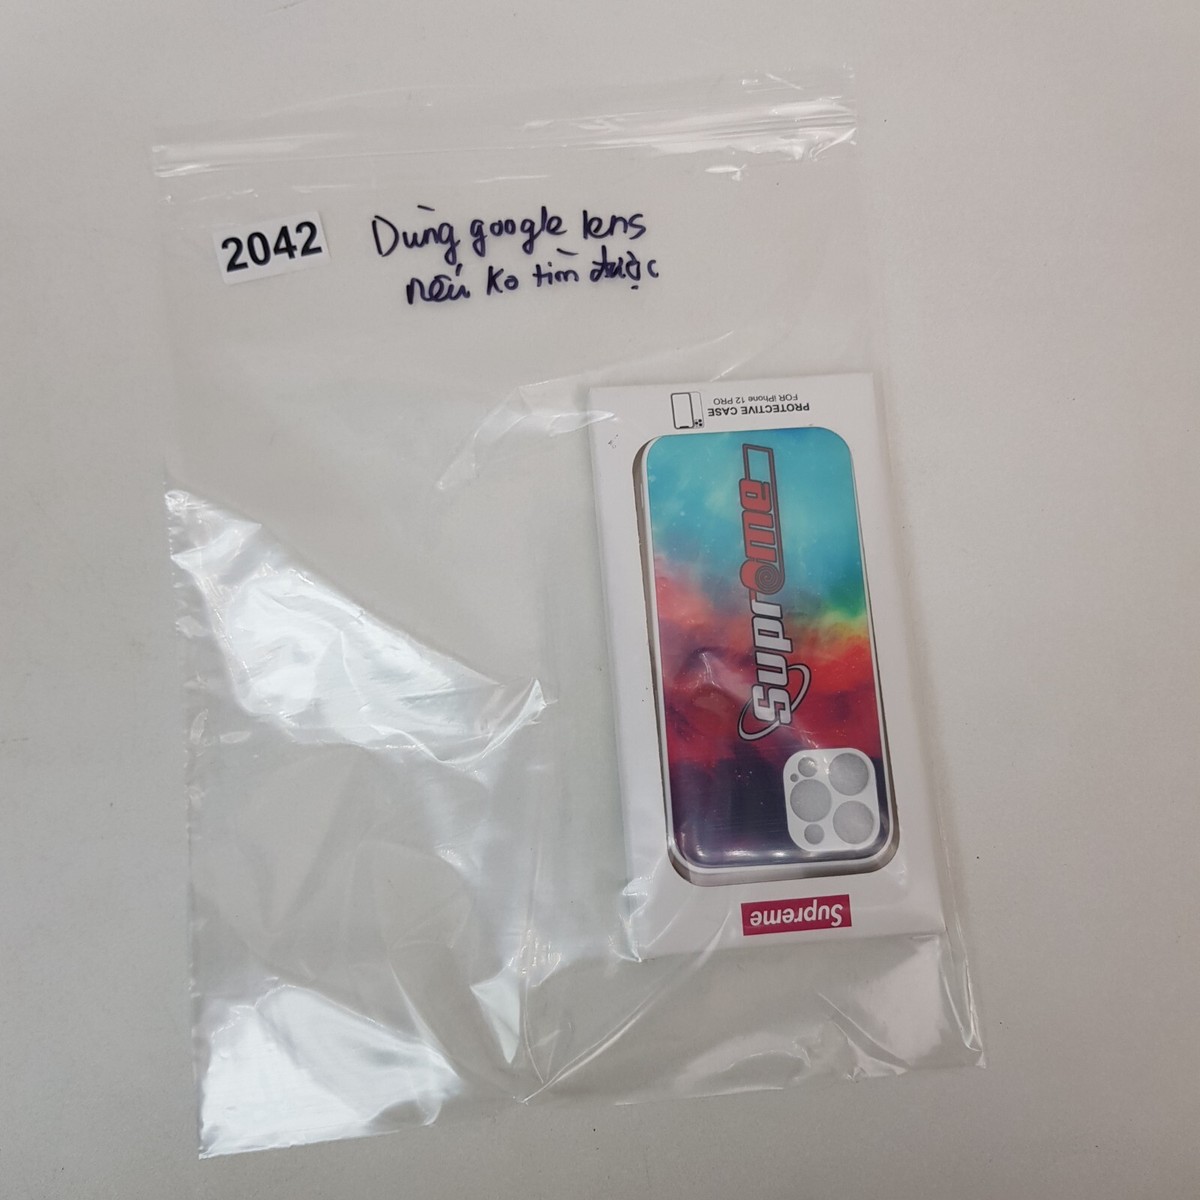 2042
Dùng google lens
nếu ko tìm được
PROTECTIVE CASE
FOR iPhone 12 PRO
Supreme
Supreme